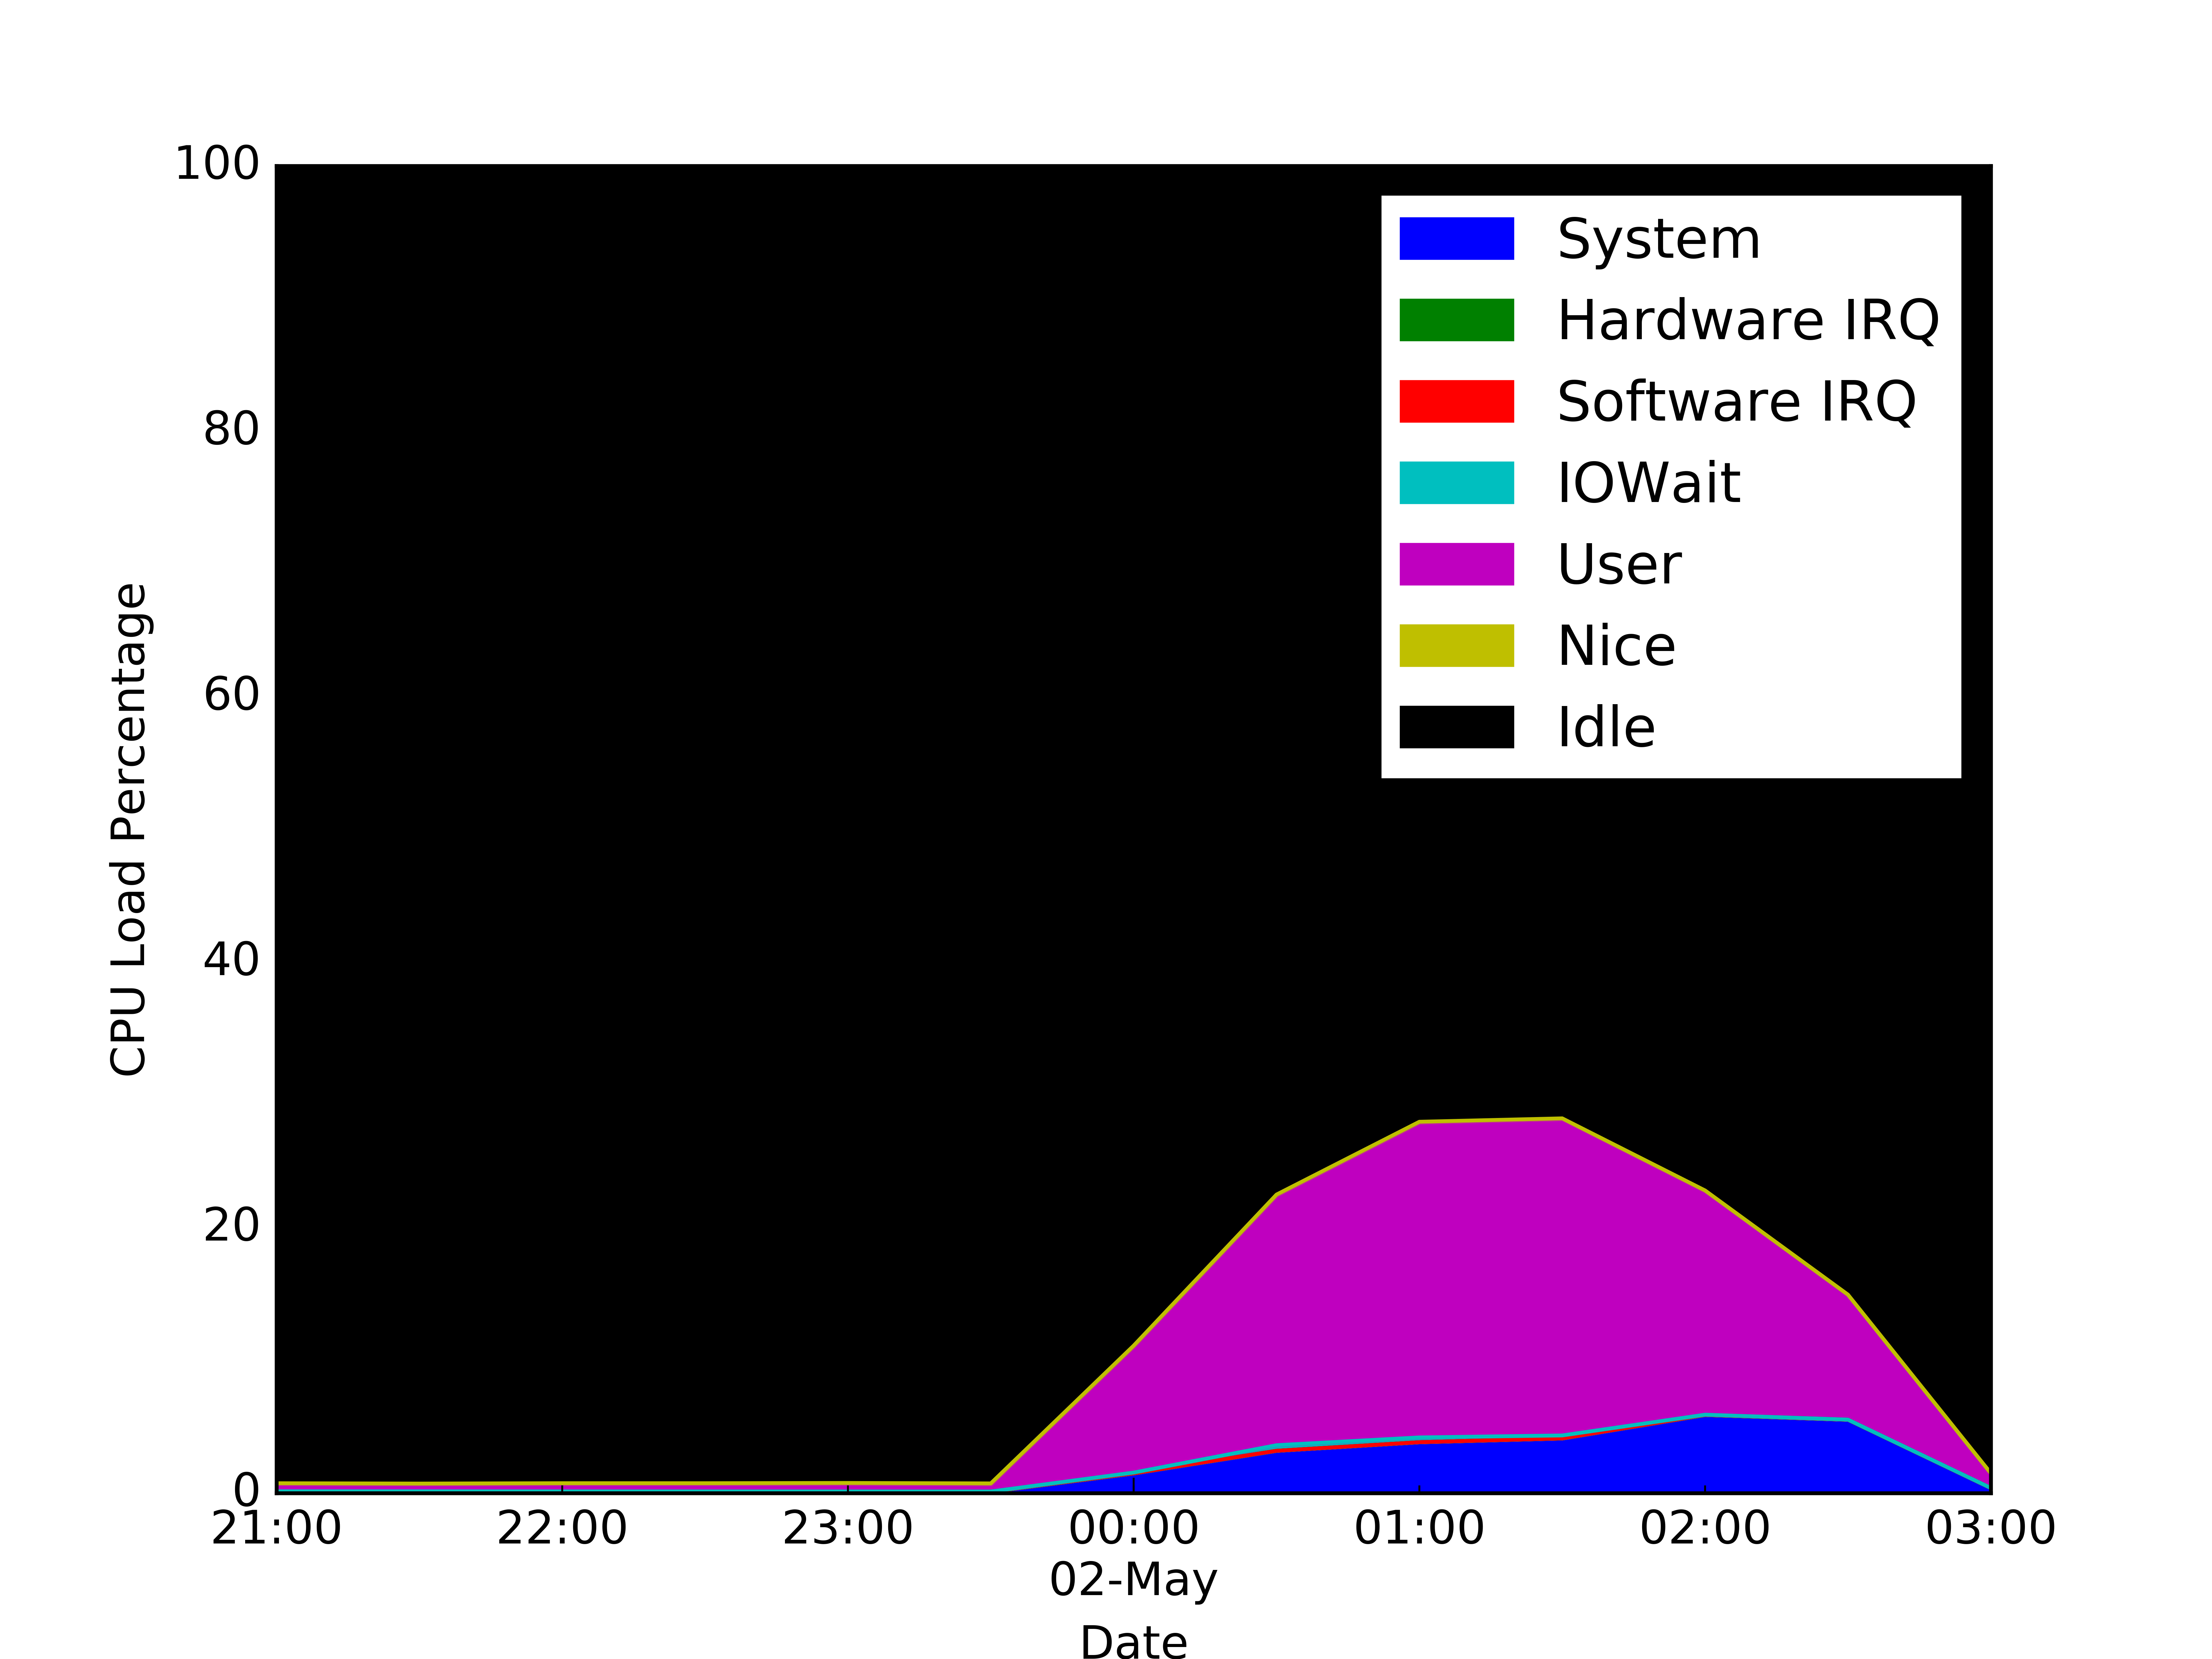 100
80
60
40
20
0
CPU Load Percentage
System
Hardware IRQ
Software IRQ
IOWait
User
Nice
Idle
21:00 22:00 23:00 00:00 01:00 02:00 03:00
02-May
Date